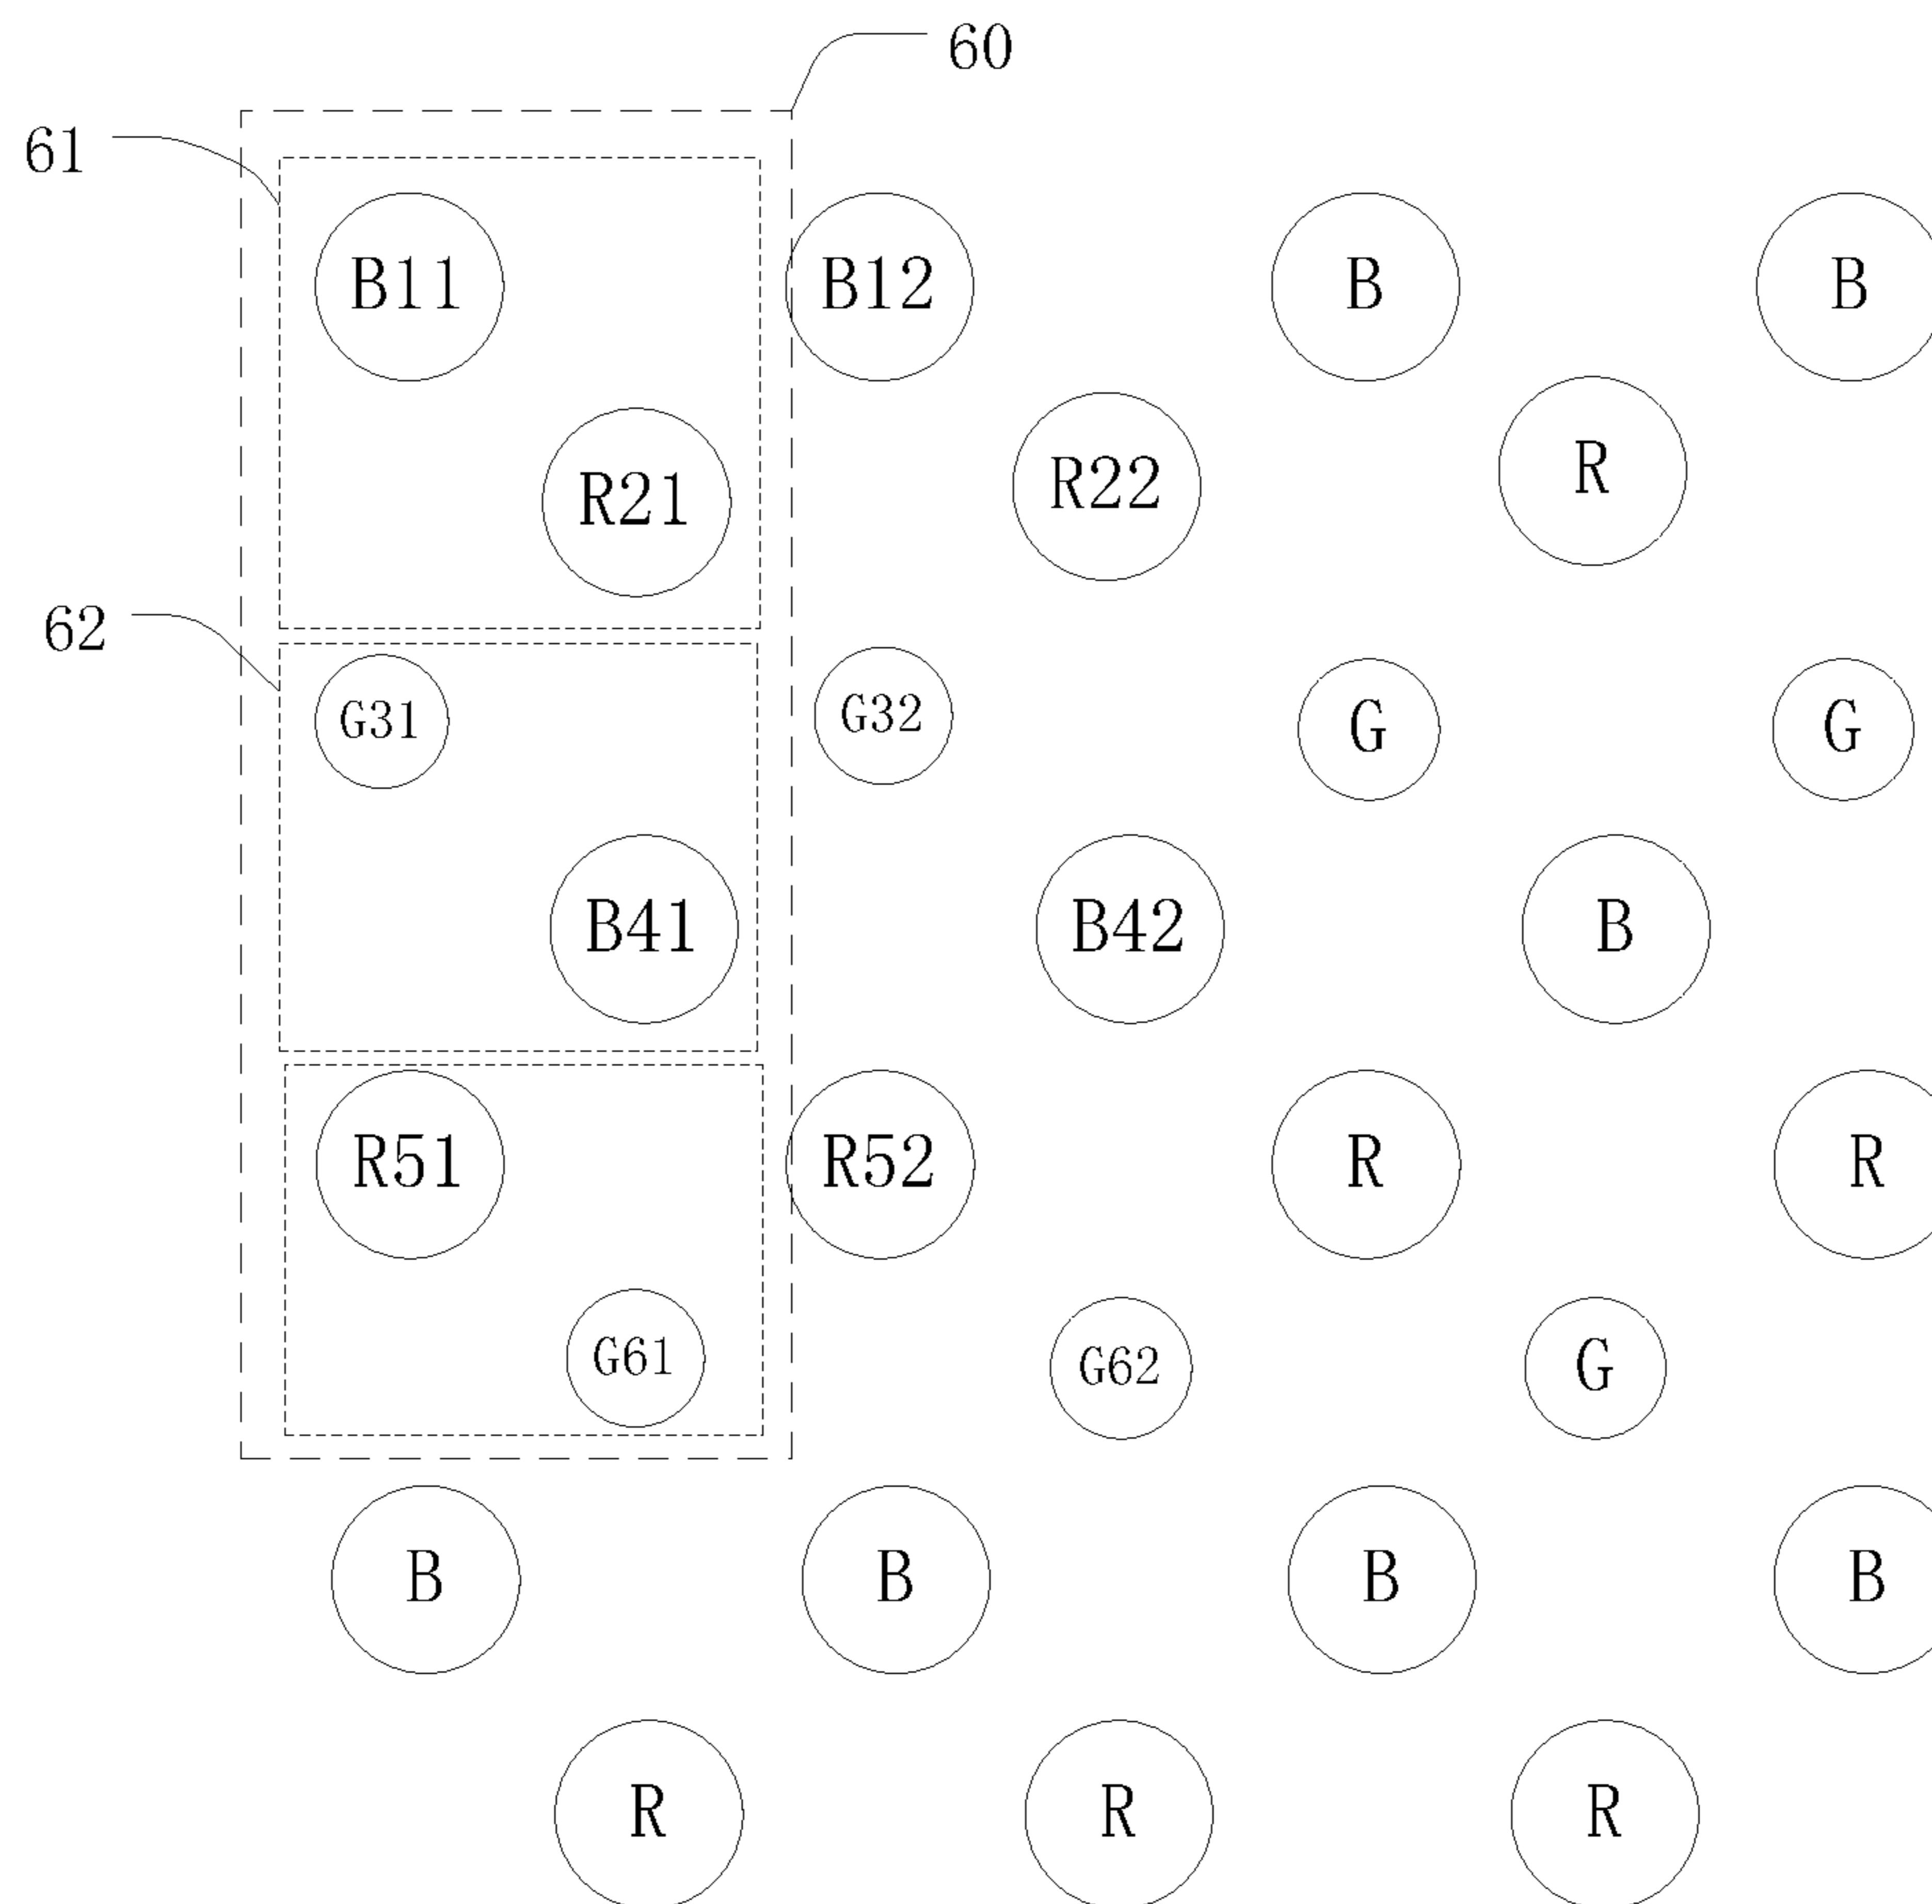 60
61
B11 B12 B B
R21 R22 R
62
G31 G32 G G
B41 B42 B
R51 R52 R R
G61 G62 G
B B B B
R R R